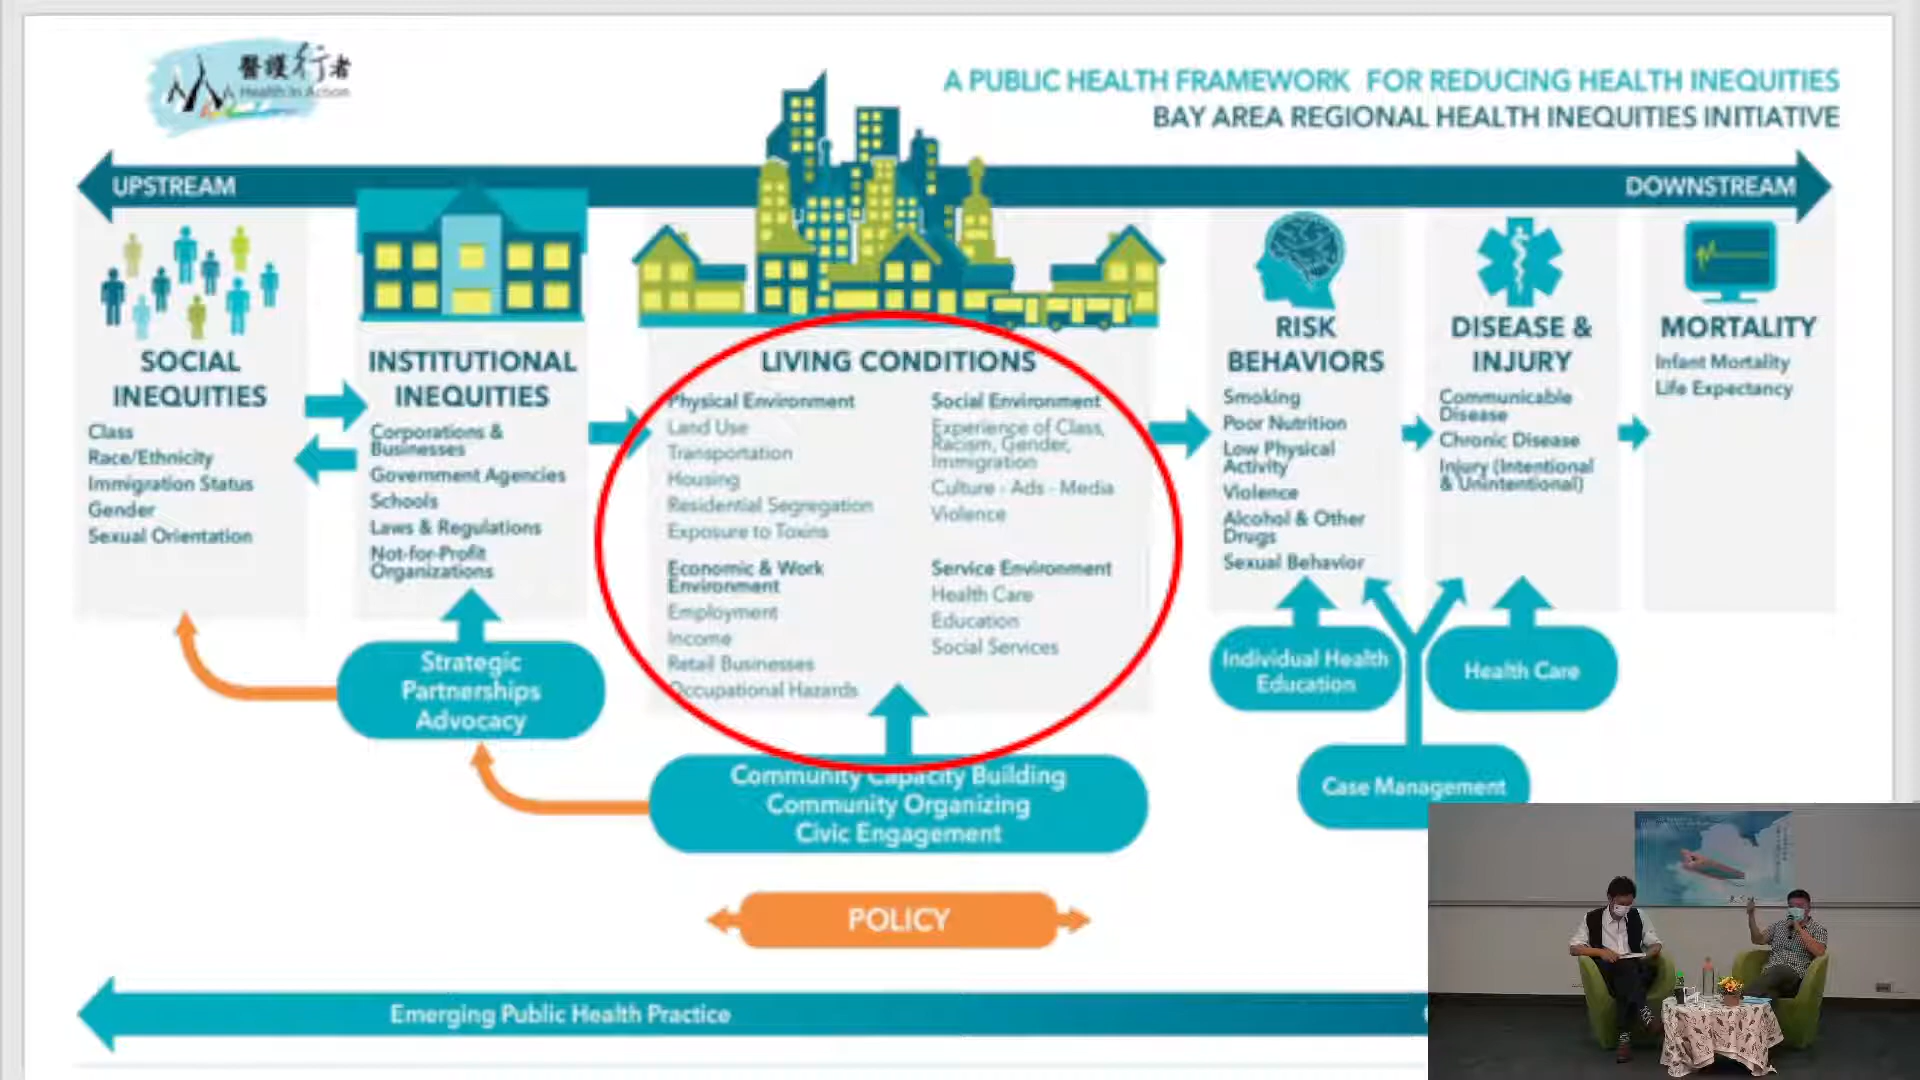 醫護行者
Health In Action
A PUBLIC HEALTH FRAMEWORK FOR REDUCING HEALTH INEQUITIES
BAY AREA REGIONAL HEALTH INEQUITIES INITIATIVE
UPSTREAM
DOWNSTREAM
SOCIAL
INEQUITIES
Class
Race/Ethnicity
Immigration Status
Gender
Sexual Orientation
INSTITUTIONAL
INEQUITIES
Corporations &
Businesses
Government Agencies
Schools
Laws & Regulations
Not-for-Profit
Organizations
LIVING CONDITIONS
Physical Environment
Land Use
Transportation
Housing
Residential Segregation
Exposure to Toxins
Economic & Work
Environment
Employment
Income
Retail Businesses
Occupational Hazards
Social Environment
Experience of Class,
Racism, Gender,
Immigration
Culture - Ads - Media
Violence
Service Environment
Health Care
Education
Social Services
RISK
BEHAVIORS
Smoking
Poor Nutrition
Low Physical
Activity
Violence
Alcohol & Other
Drugs
Sexual Behavior
DISEASE &
INJURY
Communicable
Disease
Chronic Disease
Injury (Intentional
& Unintentional)
MORTALITY
Infant Mortality
Life Expectancy
Strategic
Partnerships
Advocacy
Community Capacity Building
Community Organizing
Civic Engagement
Individual Health
Education
Health Care
Case Management
POLICY
Emerging Public Health Practice